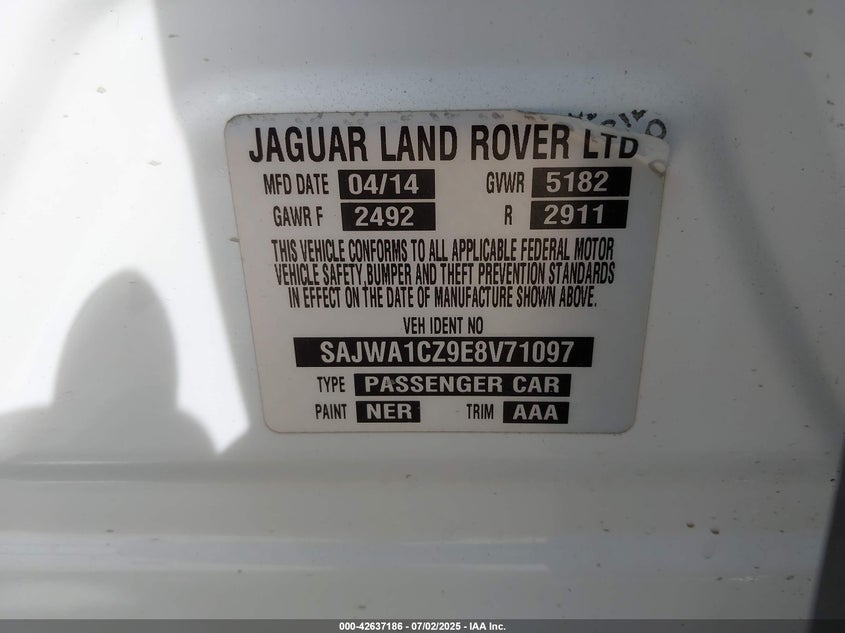 JAGUAR LAND ROVER LTD
MFD DATE 04/14 GVWR 5182
GAWR F 2492 R 2911
THIS VEHICLE CONFORMS TO ALL APPLICABLE FEDERAL MOTOR
VEHICLE SAFETY, BUMPER AND THEFT PREVENTION STANDARDS
IN EFFECT ON THE DATE OF MANUFACTURE SHOWN ABOVE.
VEH IDENT NO
SAJWA1CZ9E8V71097
TYPE PASSENGER CAR
PAINT NER TRIM AAA
000-42637186 - 07/02/2025 - IAA Inc.